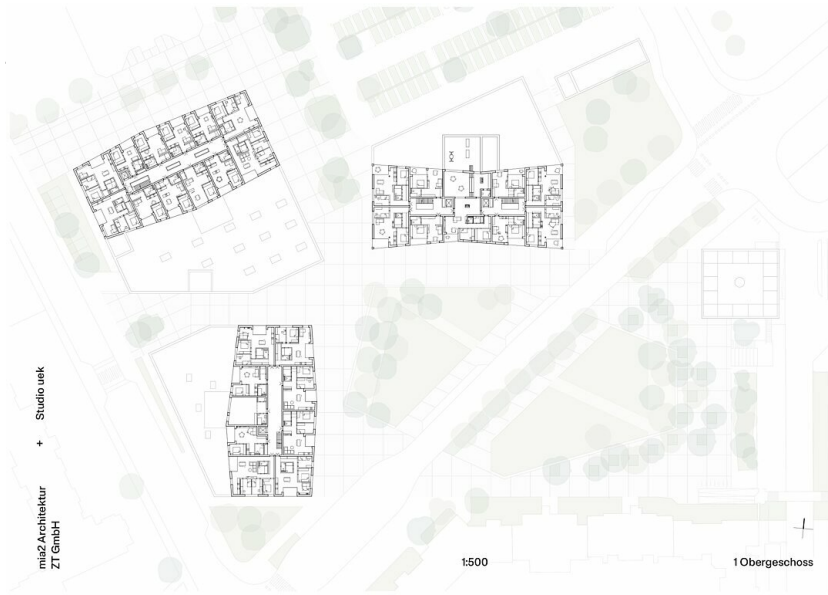 Studio uek
+
mia2 Architektur
ZT GmbH
1:500
1 Obergeschoss